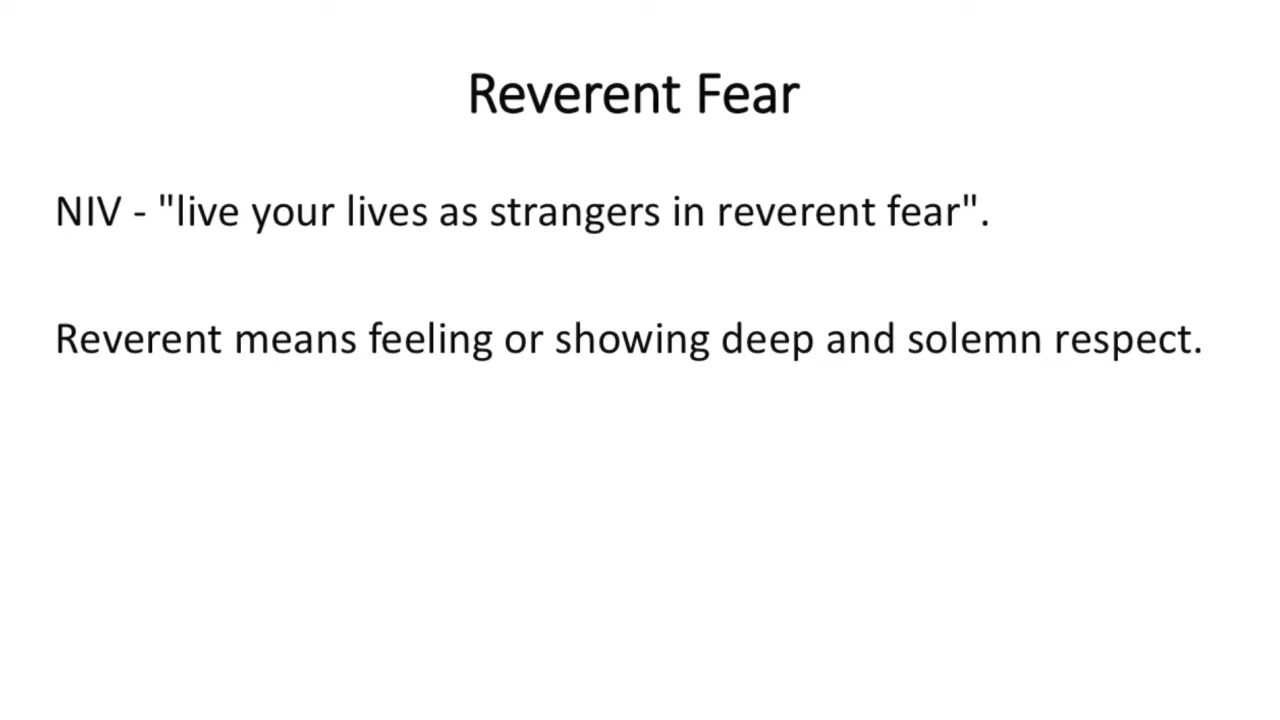 Reverent Fear
NIV - "live your lives as strangers in reverent fear".
Reverent means feeling or showing deep and solemn respect.